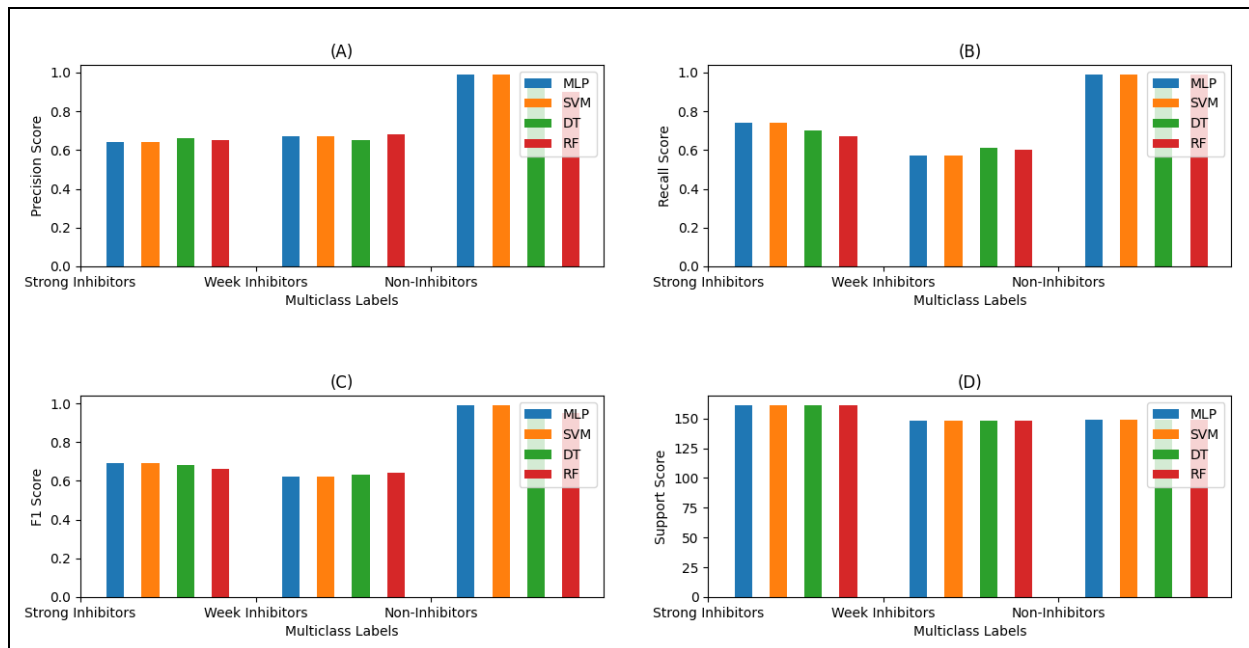 (A)
1.0
0.8
0.6
0.4
0.2
0.0
Precision Score
MLP
SVM
DT
RF
Strong Inhibitors
Week Inhibitors
Non-Inhibitors
Multiclass Labels
(B)
1.0
0.8
0.6
0.4
0.2
0.0
Recall Score
MLP
SVM
DT
RF
Strong Inhibitors
Week Inhibitors
Non-Inhibitors
Multiclass Labels
(C)
1.0
0.8
0.6
0.4
0.2
0.0
F1 Score
MLP
SVM
DT
RF
Strong Inhibitors
Week Inhibitors
Non-Inhibitors
Multiclass Labels
(D)
150
125
100
75
50
25
0
Support Score
MLP
SVM
DT
RF
Strong Inhibitors
Week Inhibitors
Non-Inhibitors
Multiclass Labels